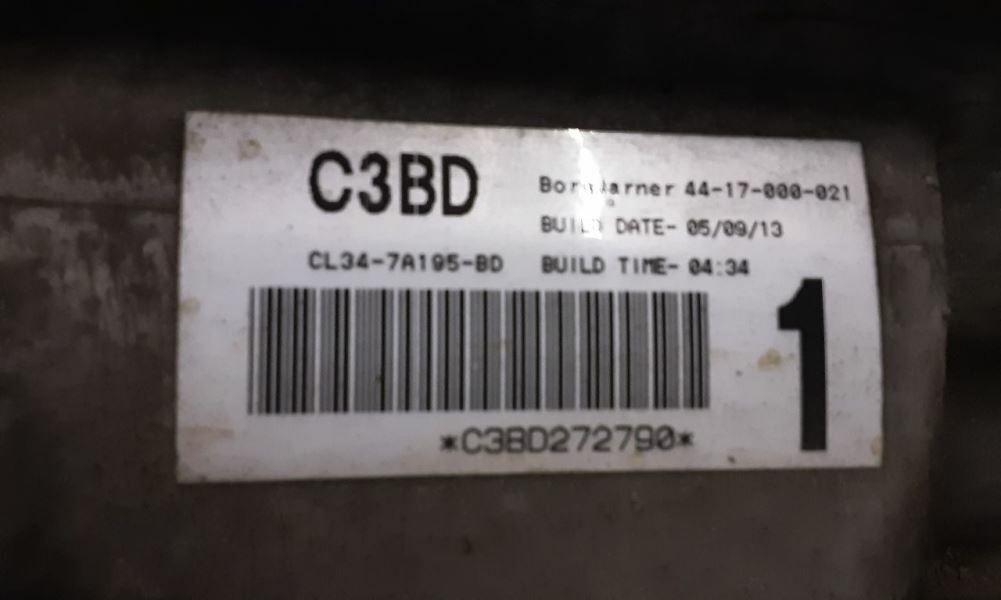 C3BD
BorgWarner 44-17-000-021
BUILD DATE- 05/09/13
CL34-7A195-BD BUILD TIME- 04:34
1
*C3BD272790*